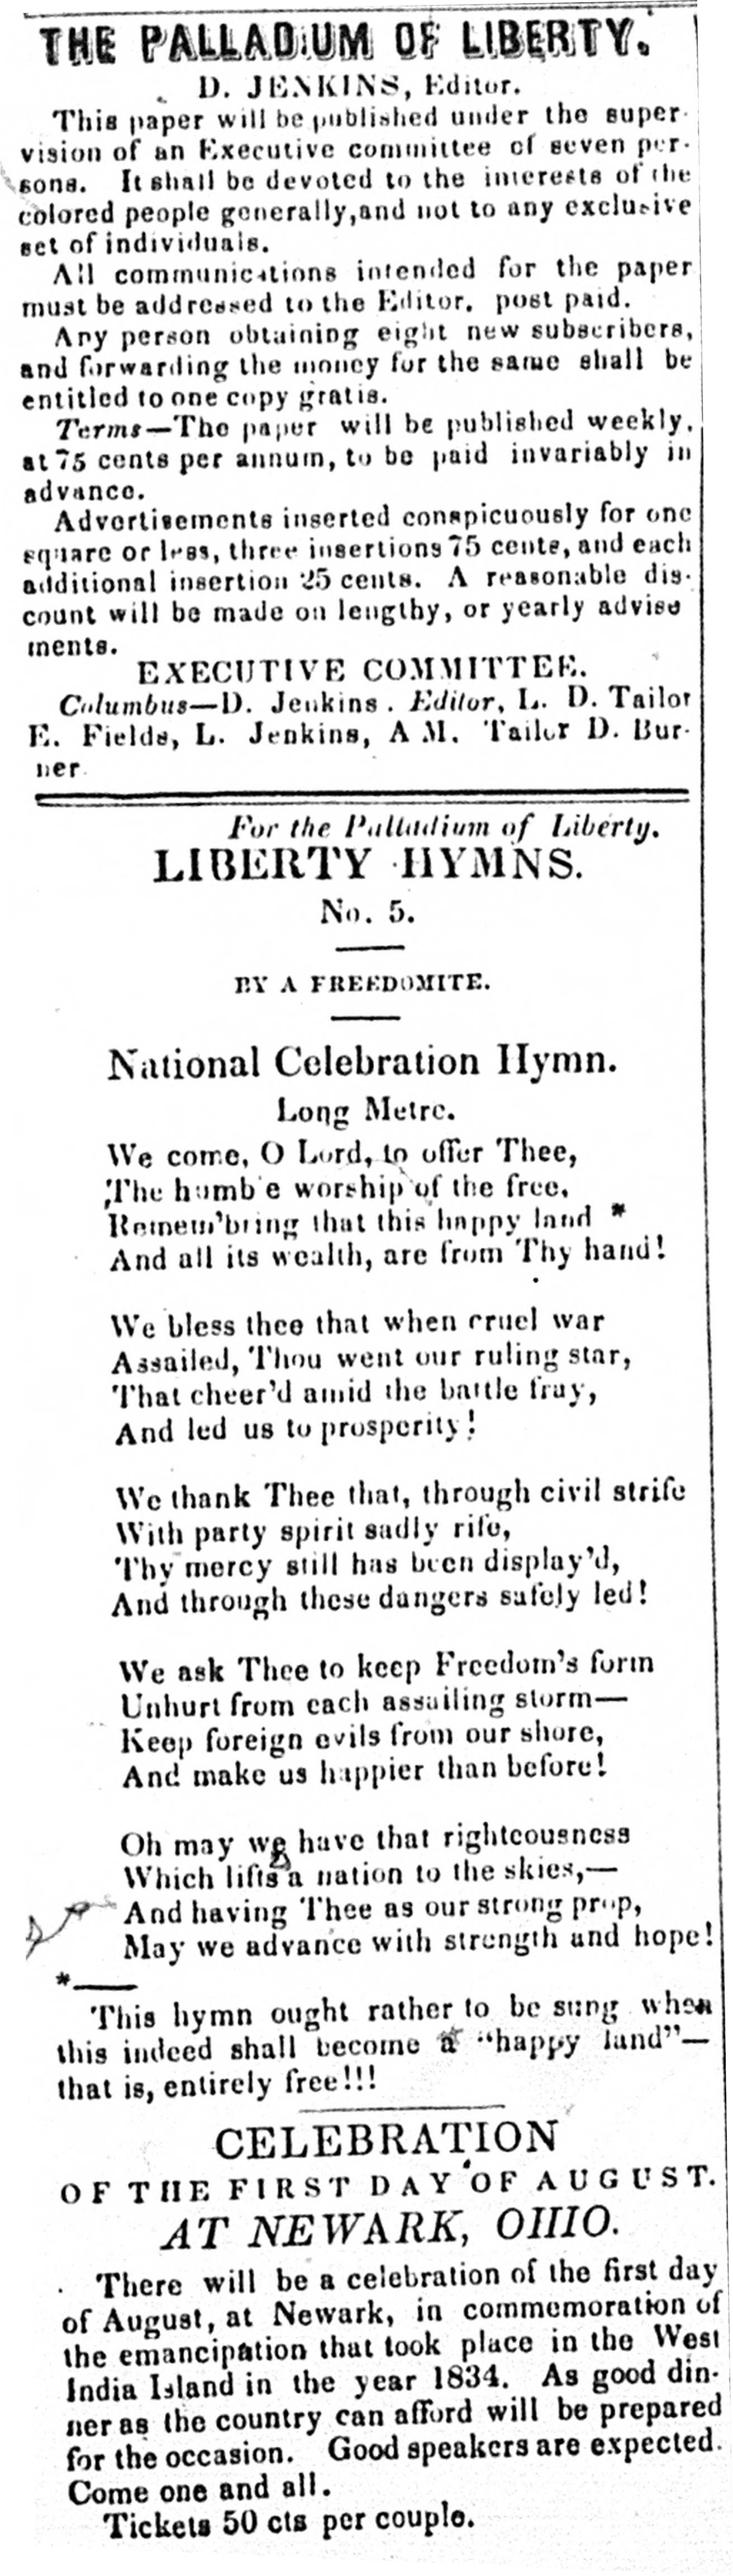 THE PALLADIUM OF LIBERTY.
D. JENKINS, Editor.
This paper will be published under the super-
vision of an Executive committee of seven per-
sons. It shall be devoted to the interests of the
colored people generally,and not to any exclusive
set of individuals.
All communications intended for the paper
must be addressed to the Editor, post paid.
Any person obtaining eight new subscribers,
and forwarding the money for the same shall be
entitled to one copy gratis.
Terms—The paper will be published weekly,
at 75 cents per annum, to be paid invariably in
advance.
Advertisements inserted conspicuously for one
square or less, three insertions 75 cents, and each
additional insertion 25 cents. A reasonable dis-
count will be made on lengthy, or yearly advise
ments.
EXECUTIVE COMMITTEE.
Columbus—D. Jenkins. Editor, L. D. Tailor
E. Fields, L. Jenkins, A M. Tailor D. Bur-
ner
For the Palladium of Liberty.
LIBERTY HYMNS.
No. 5.
BY A FREEDOMITE.
National Celebration Hymn.
Long Metre.
We come, O Lord, to offer Thee,
The humb'e worship of the free,
Remem'bring that this happy land *
And all its wealth, are from Thy hand!
We bless thee that when cruel war
Assailed, Thou went our ruling star,
That cheer'd amid the battle fray,
And led us to prosperity!
We thank Thee that, through civil strife
With party spirit sadly rife,
Thy mercy still has been display'd,
And through these dangers safely led!
We ask Thee to keep Freedom's form
Unhurt from each assailing storm—
Keep foreign evils from our shore,
And make us happier than before!
Oh may we have that righteousness
Which lifts a nation to the skies,—
And having Thee as our strong prop,
May we advance with strength and hope!
*——
This hymn ought rather to be sung when
this indeed shall become a "happy land"—
that is, entirely free!!!
CELEBRATION
OF THE FIRST DAY OF AUGUST.
AT NEWARK, OHIO.
There will be a celebration of the first day
of August, at Newark, in commemoration of
the emancipation that took place in the West
India Island in the year 1834. As good din-
ner as the country can afford will be prepared
for the occasion. Good speakers are expected.
Come one and all.
Tickets 50 cts per couple.